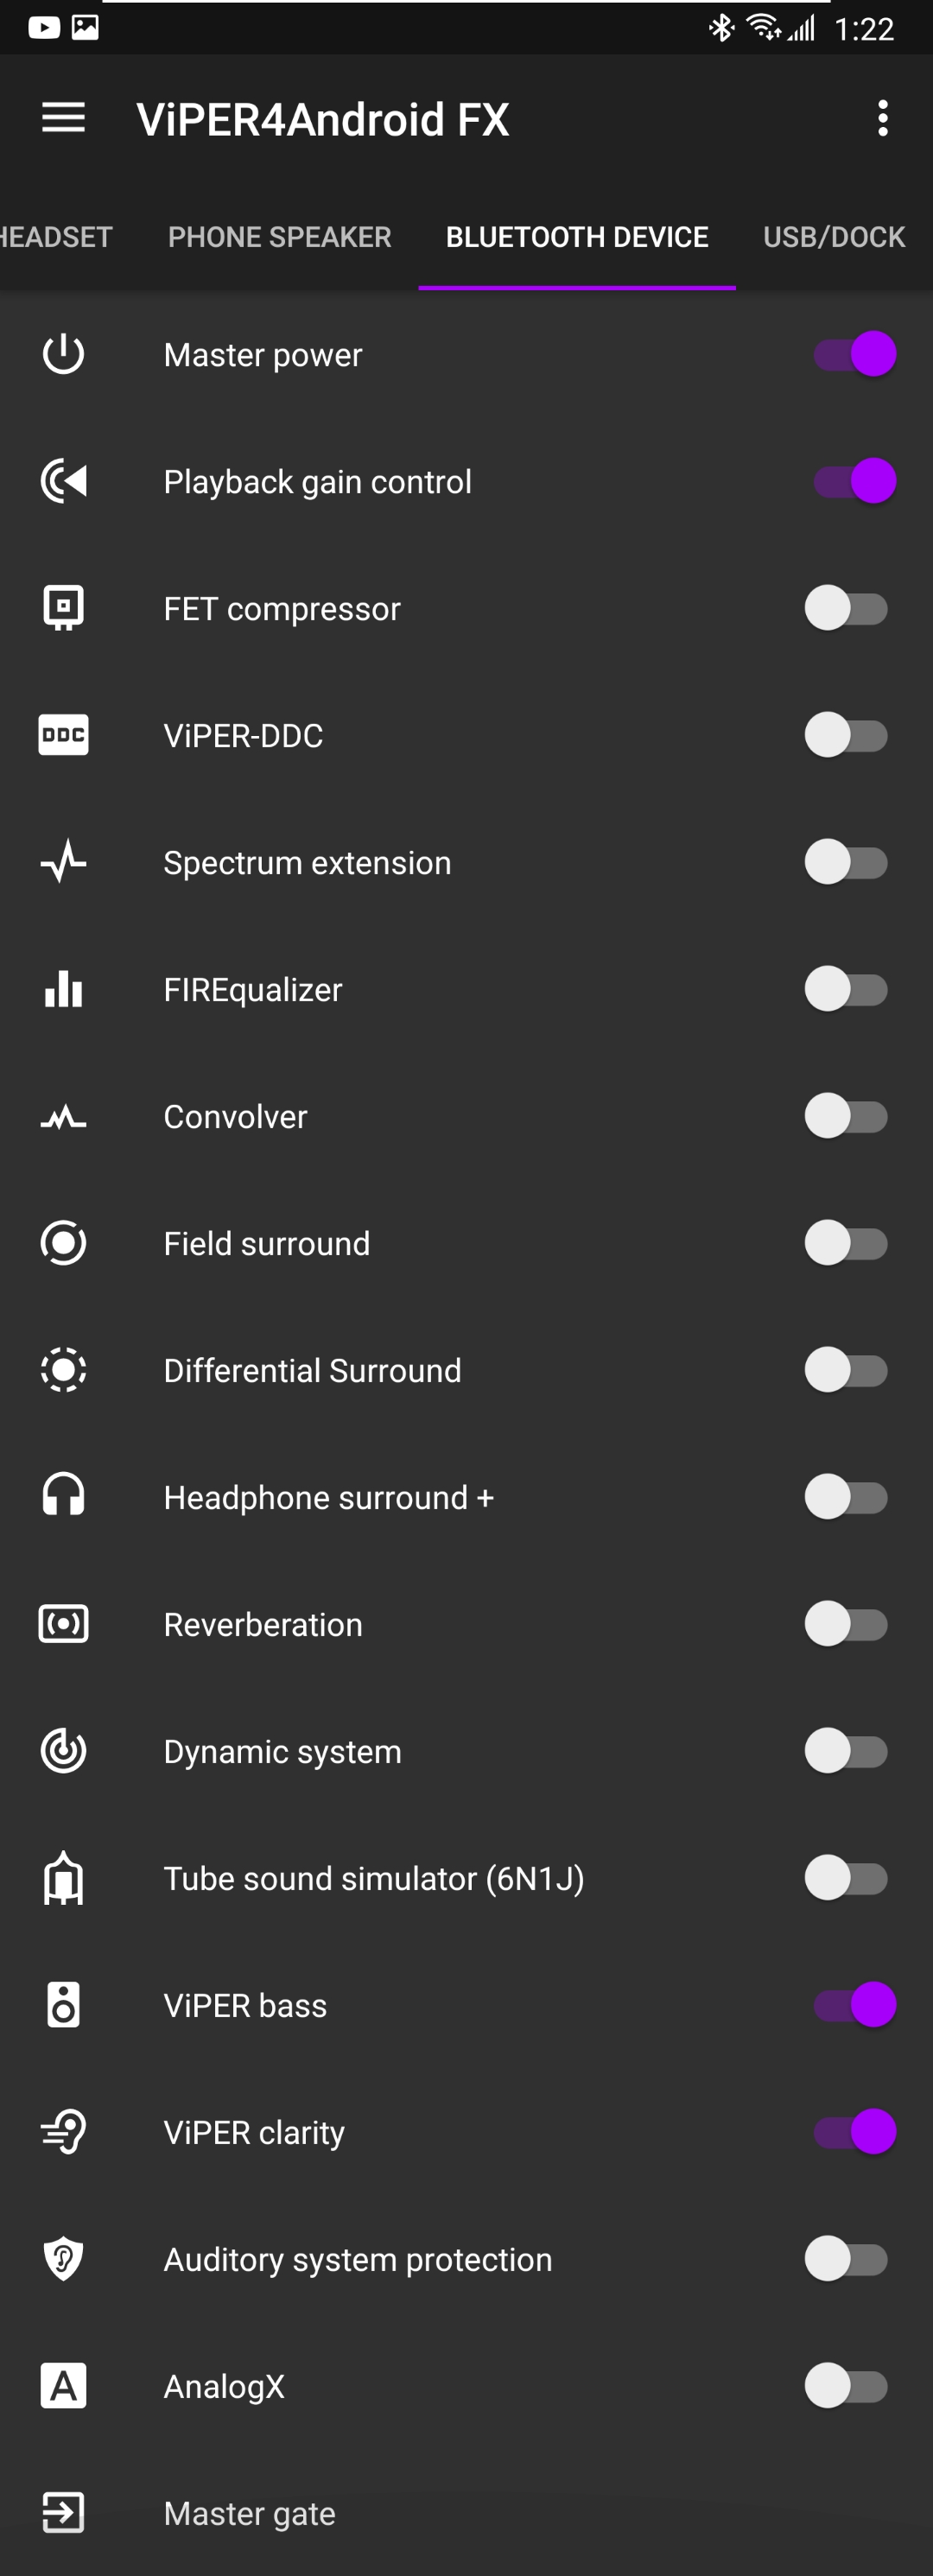 1:22
ViPER4Android FX
HEADSET PHONE SPEAKER BLUETOOTH DEVICE USB/DOCK
Master power
Playback gain control
FET compressor
DDC ViPER-DDC
Spectrum extension
FIREqualizer
Convolver
Field surround
Differential Surround
Headphone surround +
Reverberation
Dynamic system
Tube sound simulator (6N1J)
ViPER bass
ViPER clarity
Auditory system protection
A AnalogX
Master gate